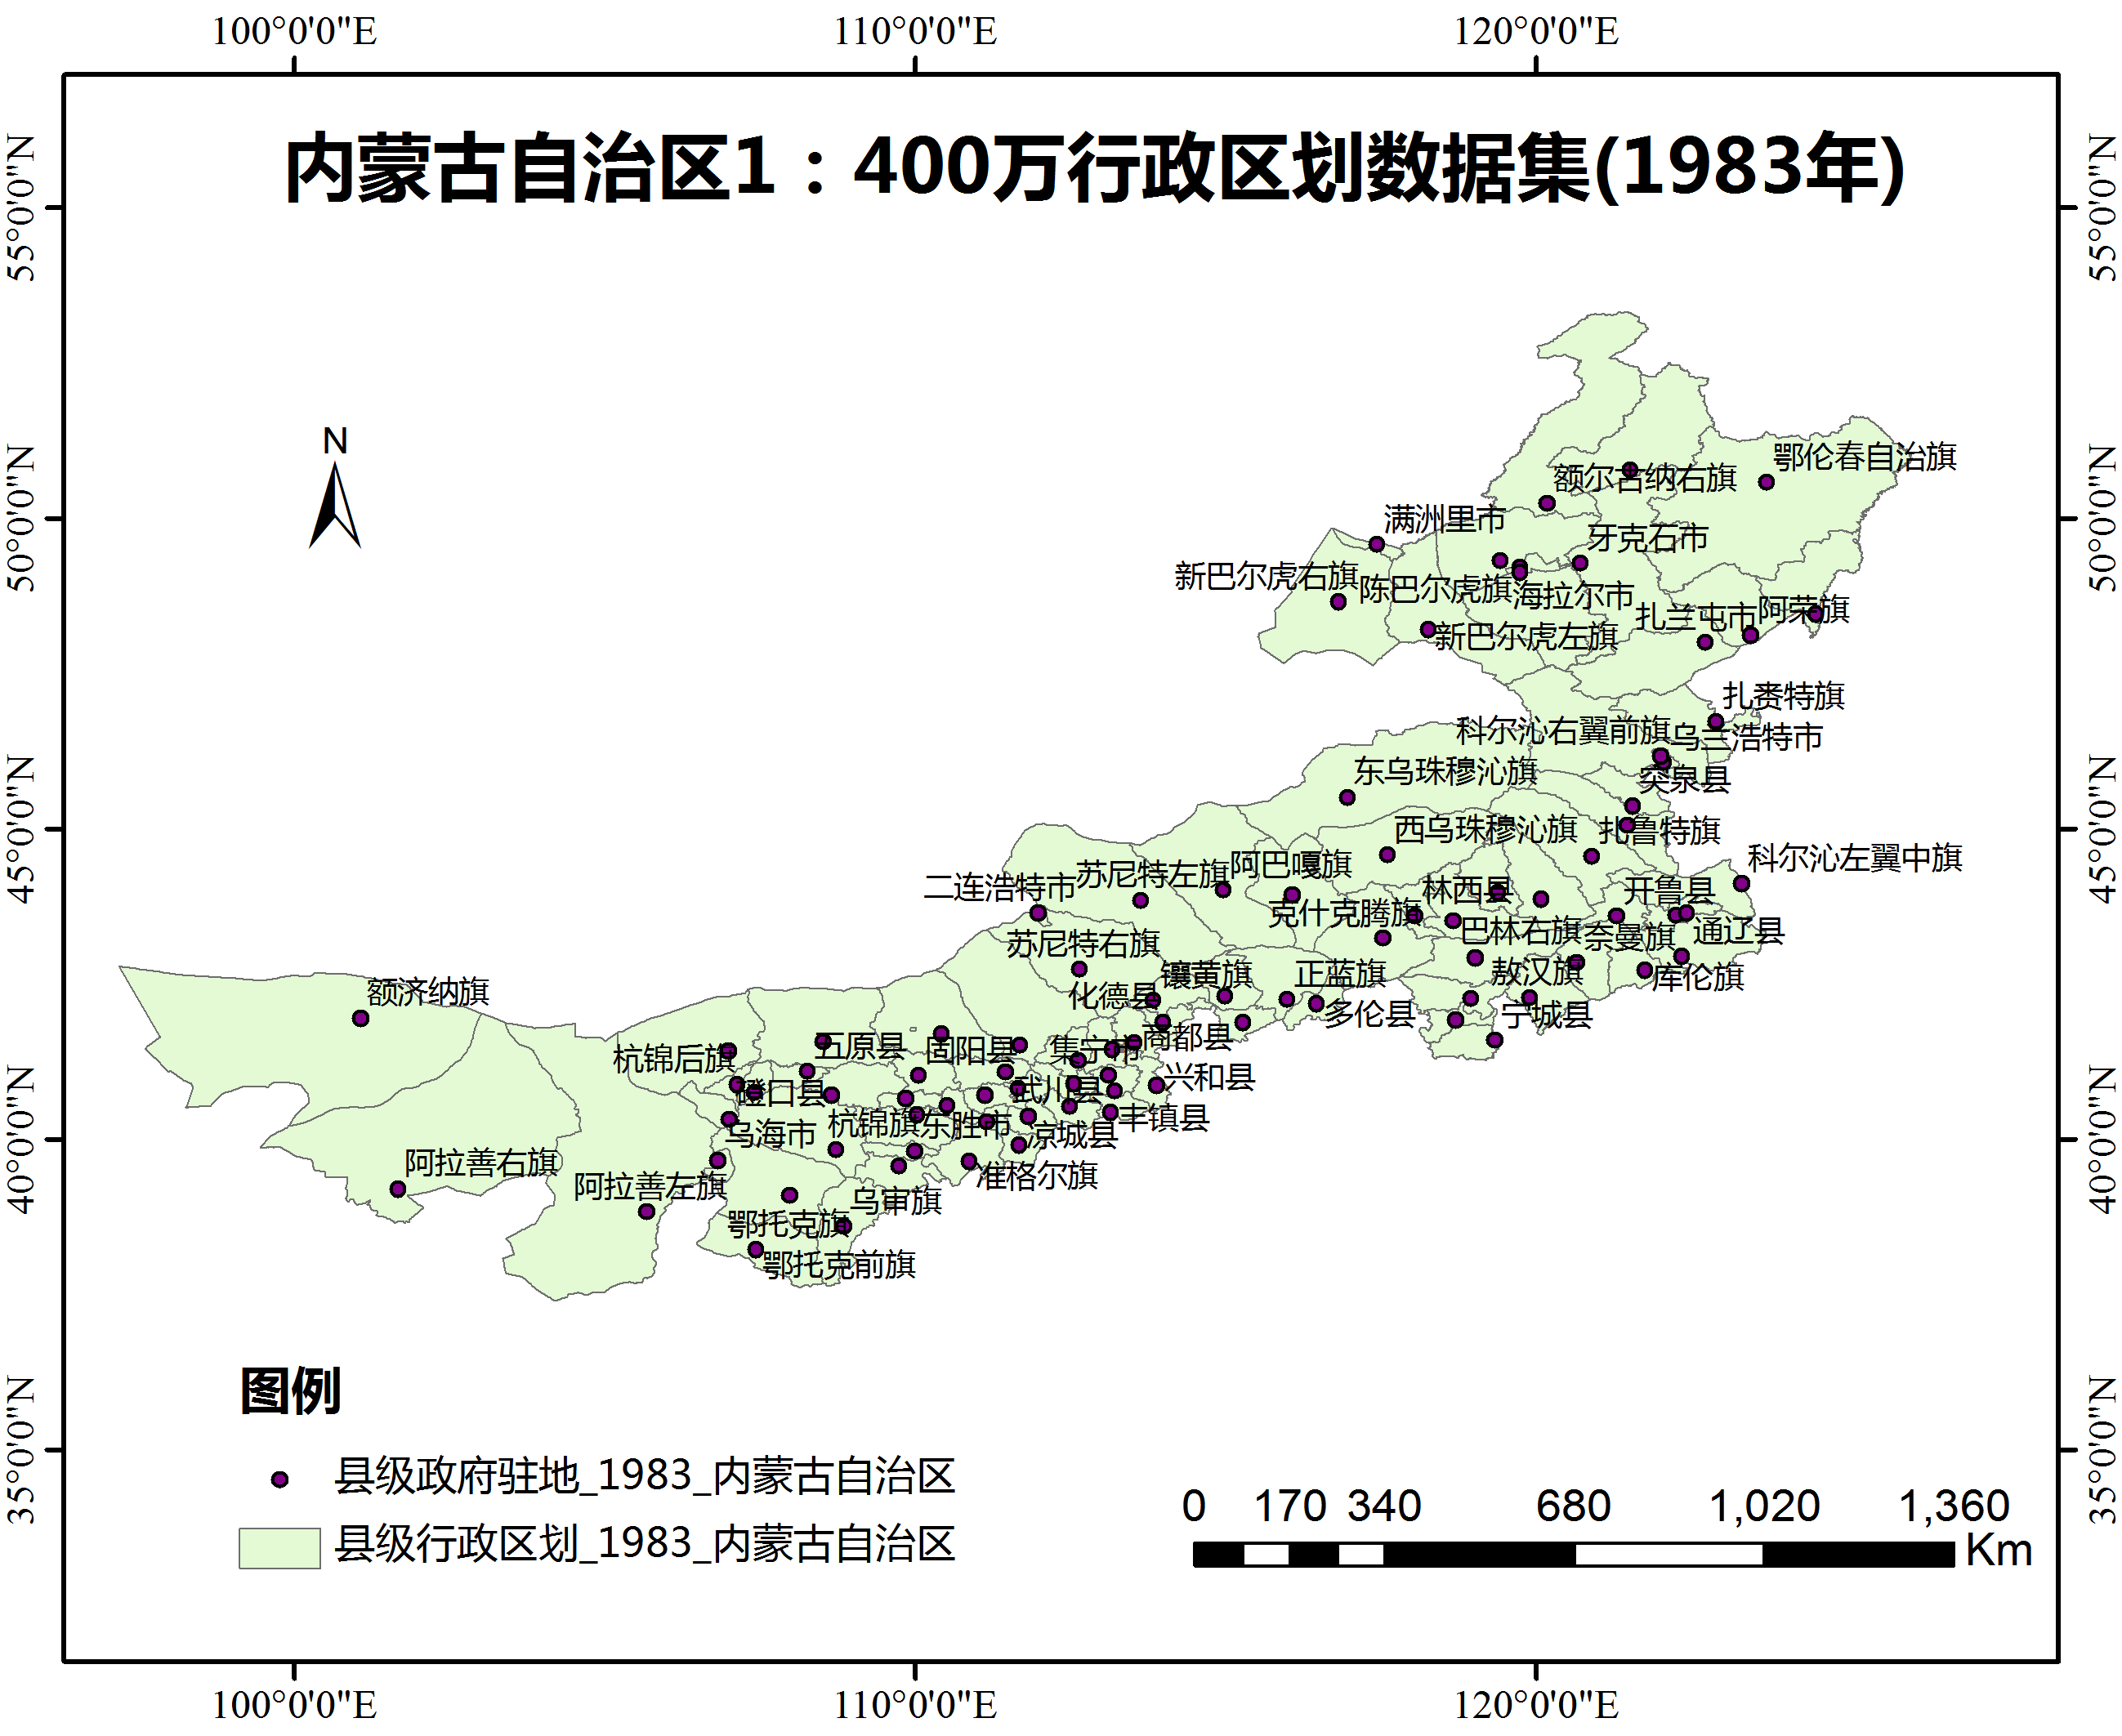 100°0'0"E
110°0'0"E
120°0'0"E
内蒙古自治区1：400万行政区划数据集(1983年)
55°0'0"N
55°0'0"N
N
50°0'0"N
50°0'0"N
鄂伦春自治旗
额尔古纳右旗
满洲里市
牙克石市
新巴尔虎右旗
陈巴尔虎旗
海拉尔市
扎兰屯市
阿荣旗
新巴尔虎左旗
扎赉特旗
科尔沁右翼前旗
乌兰浩特市
东乌珠穆沁旗
突泉县
45°0'0"N
45°0'0"N
西乌珠穆沁旗
扎鲁特旗
科尔沁左翼中旗
阿巴嘎旗
苏尼特左旗
二连浩特市
林西县
开鲁县
克什克腾旗
巴林右旗
奈曼旗
通辽县
苏尼特右旗
镶黄旗
正蓝旗
敖汉旗
库伦旗
额济纳旗
化德县
多伦县
宁城县
商都县
五原县
固阳县
集宁市
杭锦后旗
兴和县
磴口县
武川县
丰镇县
乌海市
杭锦旗
东胜市
凉城县
40°0'0"N
40°0'0"N
阿拉善右旗
准格尔旗
阿拉善左旗
乌审旗
鄂托克旗
鄂托克前旗
图例
35°0'0"N
35°0'0"N
县级政府驻地_1983_内蒙古自治区
县级行政区划_1983_内蒙古自治区
0 170 340 680 1,020 1,360
Km
100°0'0"E
110°0'0"E
120°0'0"E